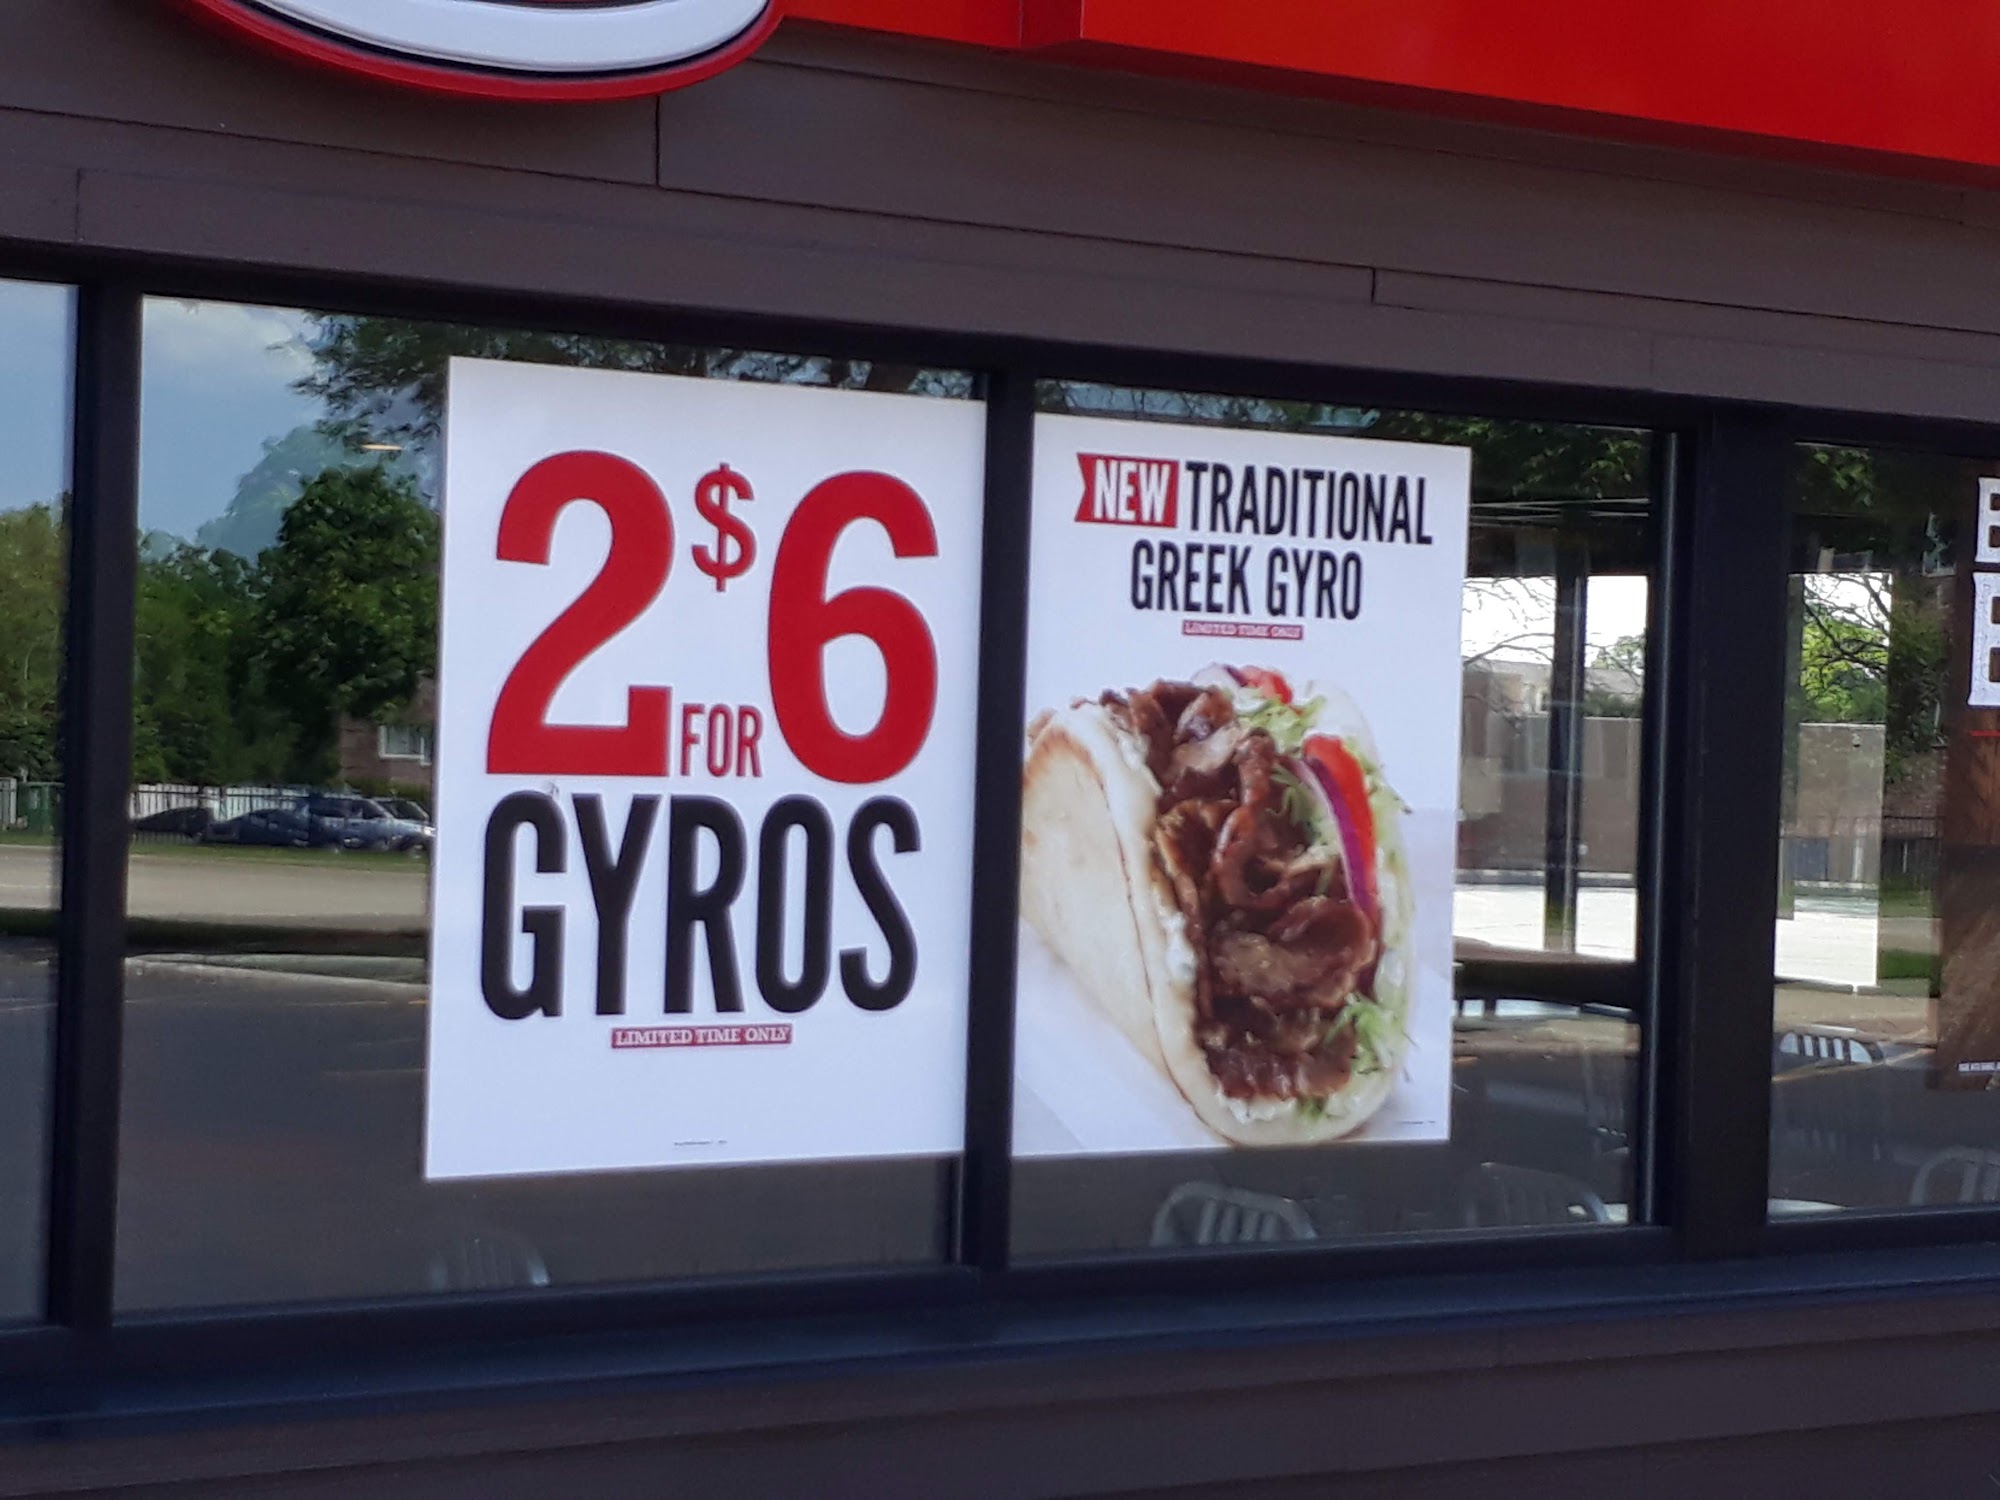 2 FOR $6
GYROS
LIMITED TIME ONLY
NEW TRADITIONAL
GREEK GYRO
LIMITED TIME ONLY